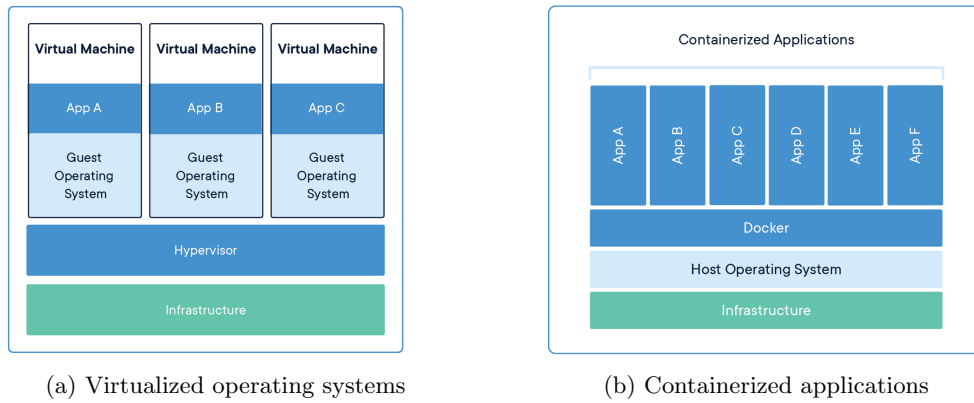 Virtual Machine
Virtual Machine
Virtual Machine
App A
App B
App C
Guest
Operating
System
Guest
Operating
System
Guest
Operating
System
Hypervisor
Infrastructure
(a) Virtualized operating systems
Containerized Applications
App A
App B
App C
App D
App E
App F
Docker
Host Operating System
Infrastructure
(b) Containerized applications